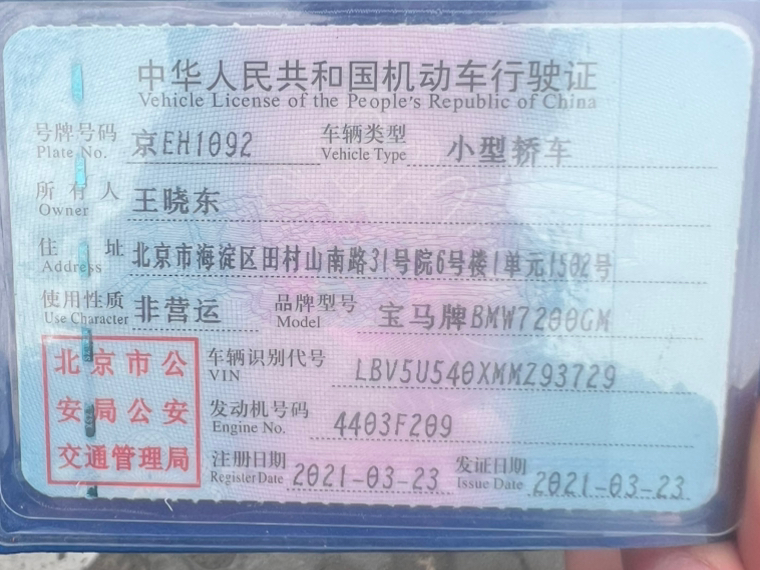 中华人民共和国机动车行驶证
Vehicle License of the People's Republic of China
号牌号码 京EH1092 车辆类型 小型轿车
Plate No. Vehicle Type
所有人 王晓东
Owner
住址 北京市海淀区田村山南路31号院6号楼1单元1502号
Address
使用性质 非营运 品牌型号 宝马牌BMW7200GM
Use Character Model
北京市公 车辆识别代号 LBV5U540XMMZ93729
VIN
安局公安 发动机号码 4403F209
Engine No.
交通管理局 注册日期 2021-03-23 发证日期 2021-03-23
Register Date Issue Date